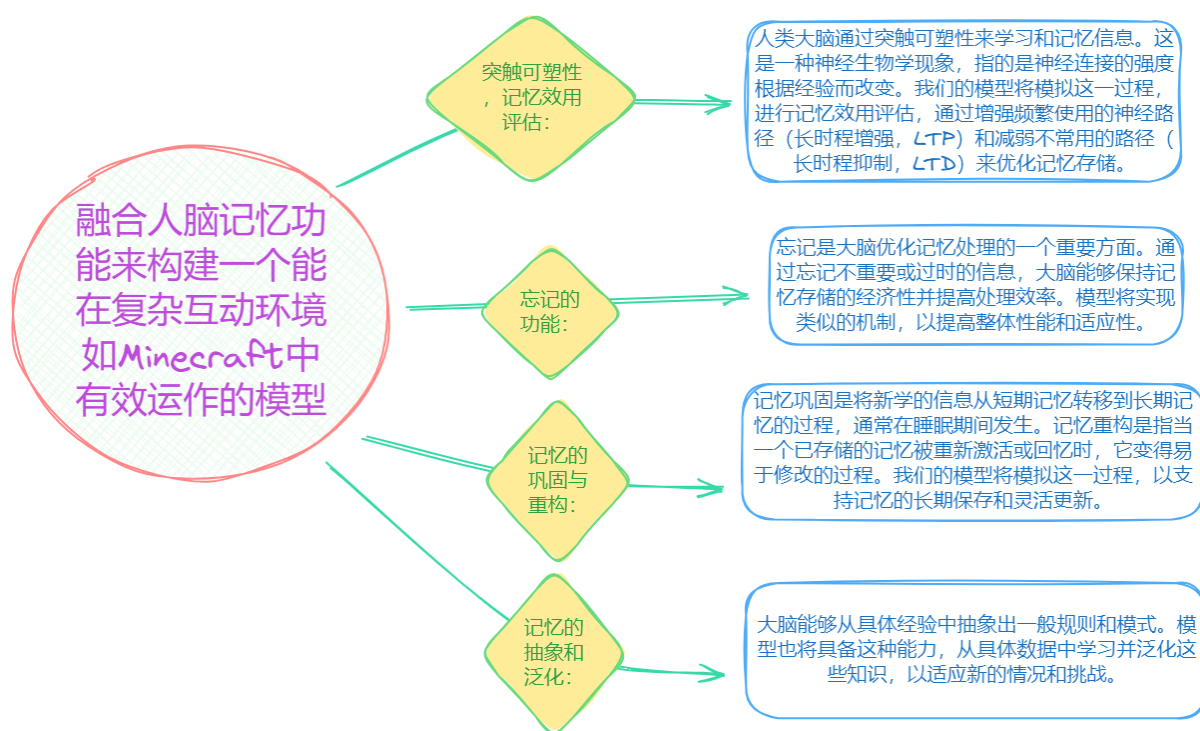 融合人脑记忆功
能来构建一个能
在复杂互动环境
如Minecraft中
有效运作的模型
突触可塑性
，记忆效用
评估：
人类大脑通过突触可塑性来学习和记忆信息。这
是一种神经生物学现象，指的是神经连接的强度
根据经验而改变。我们的模型将模拟这一过程，
进行记忆效用评估，通过增强频繁使用的神经路
径（长时程增强，LTP）和减弱不常用的路径（
长时程抑制，LTD）来优化记忆存储。
忘记的
功能：
忘记是大脑优化记忆处理的一个重要方面。通
过忘记不重要或过时的信息，大脑能够保持记
忆存储的经济性并提高处理效率。模型将实现
类似的机制，以提高整体性能和适应性。
记忆的
巩固与
重构：
记忆巩固是将新学的信息从短期记忆转移到长期记
忆的过程，通常在睡眠期间发生。记忆重构是指当
一个已存储的记忆被重新激活或回忆时，它变得易
于修改的过程。我们的模型将模拟这一过程，以支
持记忆的长期保存和灵活更新。
记忆的
抽象和
泛化：
大脑能够从具体经验中抽象出一般规则和模式。模
型也将具备这种能力，从具体数据中学习并泛化这
些知识，以适应新的情况和挑战。